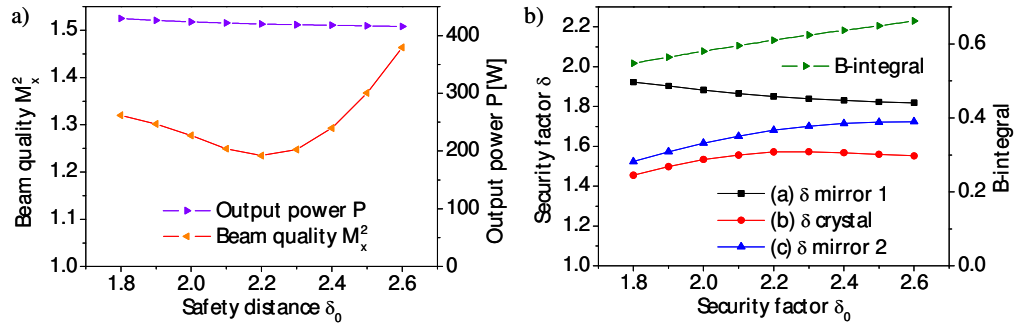 a)
Beam quality M²ₓ
1.5
1.4
1.3
1.2
1.1
1.0
400
300
200
100
0
Output power P [W]
Output power P
Beam quality M²ₓ
1.8 2.0 2.2 2.4 2.6
Safety distance δ₀
b)
Security factor δ
2.2
2.0
1.8
1.6
1.4
1.2
1.0
0.6
0.4
0.2
0.0
B-integral
B-integral
(a) δ mirror 1
(b) δ crystal
(c) δ mirror 2
1.8 2.0 2.2 2.4 2.6
Security factor δ₀